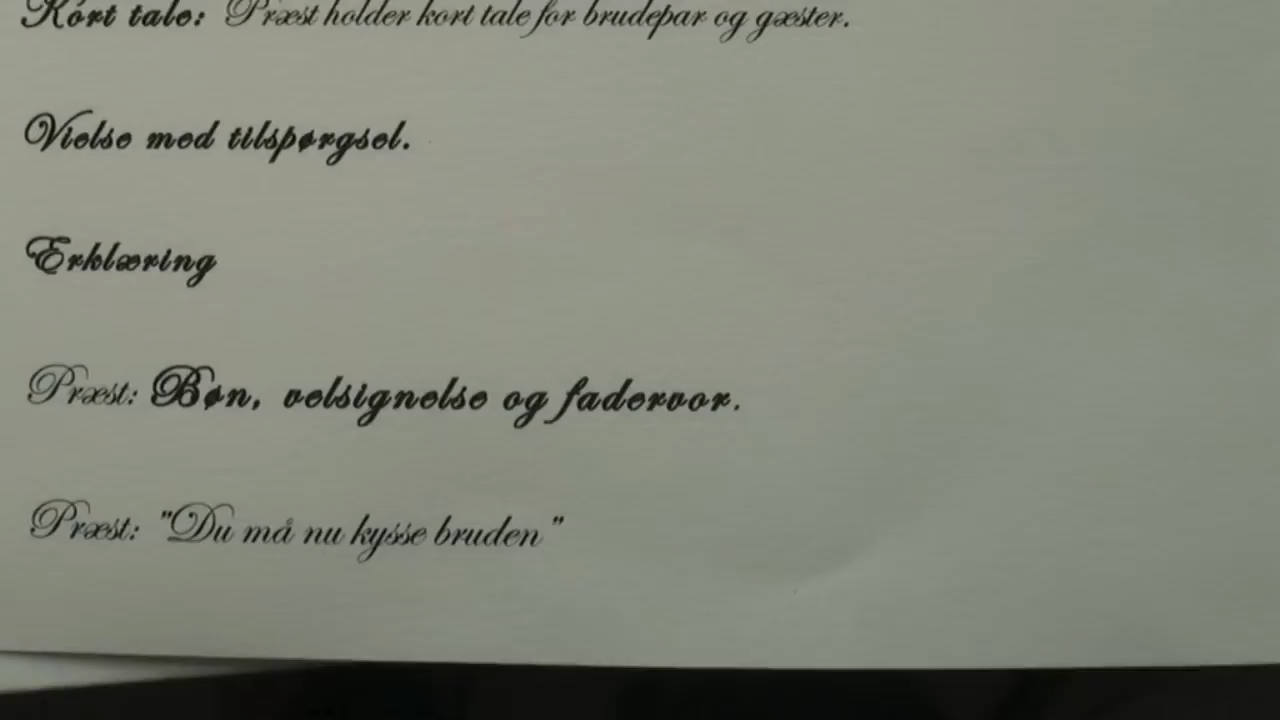 Kort tale: Præst holder kort tale for brudepar og gæster.
Vielse med tilspørgsel.
Erklæring
Præst: Bøn, velsignelse og fadervor.
Præst: "Du må nu kysse bruden"